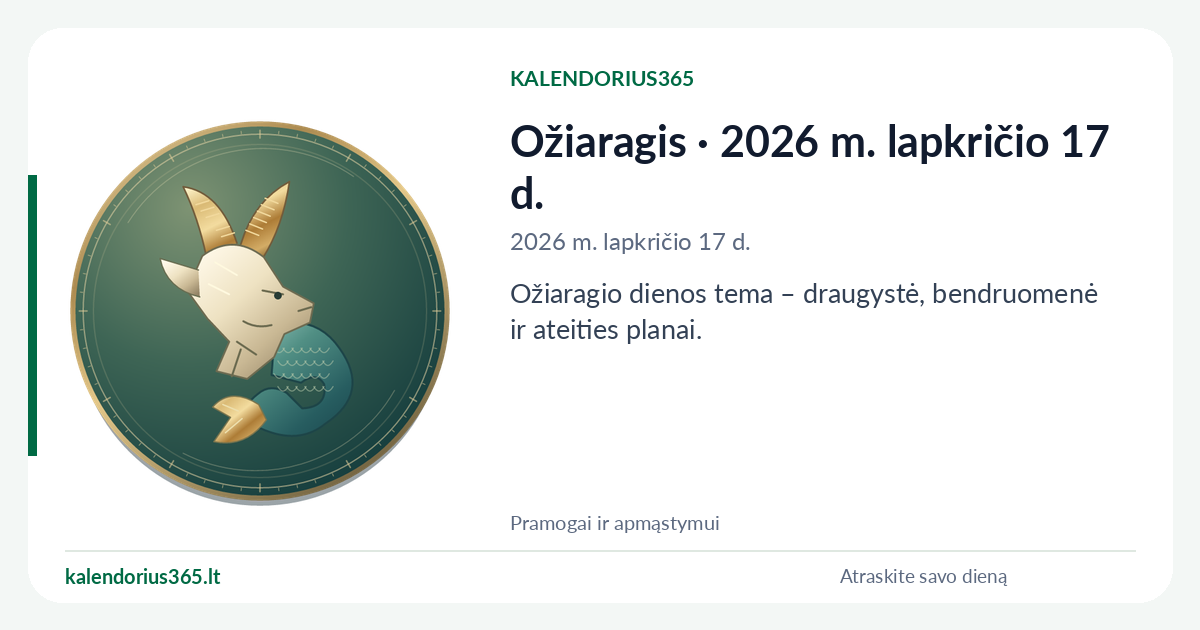 KALENDORIUS365
Ožiaragis · 2026 m. lapkričio 17
d.
2026 m. lapkričio 17 d.
Ožiaragio dienos tema – draugystė, bendruomenė
ir ateities planai.
Pramogai ir apmąstymui
kalendorius365.lt
Atraskite savo dieną